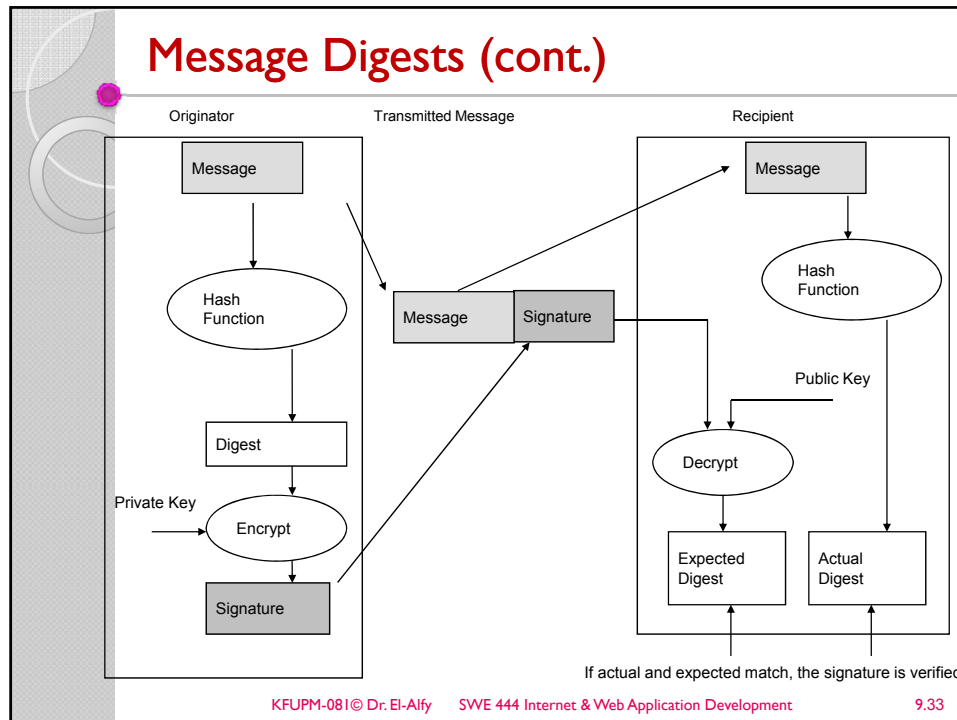 Message Digests (cont.)
Originator
Transmitted Message
Recipient
Message
Message
Hash
Function
Hash
Function
Message
Signature
Public Key
Digest
Decrypt
Private Key
Encrypt
Expected
Digest
Actual
Digest
Signature
If actual and expected match, the signature is verified
KFUPM-081© Dr. El-Alfy
SWE 444 Internet & Web Application Development
9.33